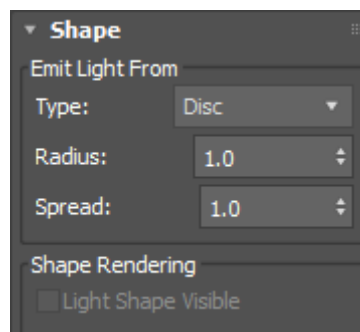 Shape
Emit Light From
Type: Disc
Radius: 1.0
Spread: 1.0
Shape Rendering
Light Shape Visible